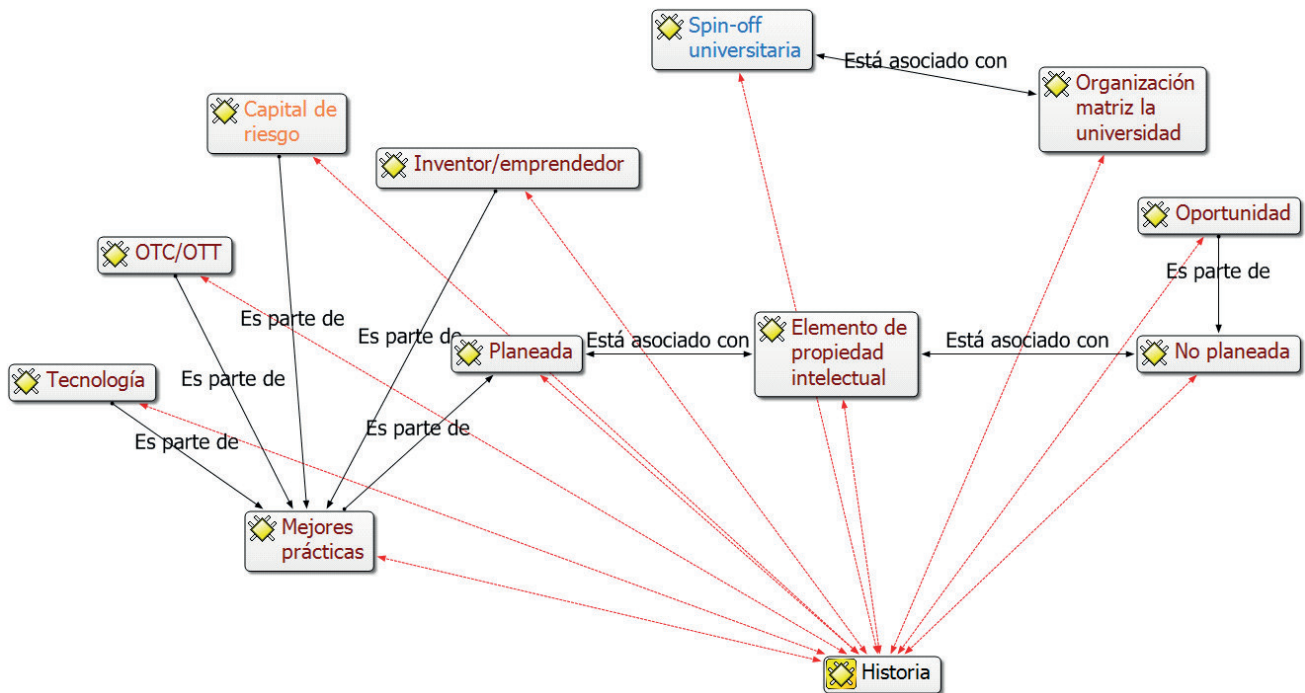 Spin-off
universitaria
Está asociado con
Organización
matriz la
universidad
Capital de
riesgo
Inventor/emprendedor
Oportunidad
OTC/OTT
Es parte de
Es parte de
Es parte de
Planeada
Está asociado con
Elemento de
propiedad
intelectual
Está asociado con
No planeada
Tecnología
Es parte de
Es parte de
Es parte de
Mejores
prácticas
Historia